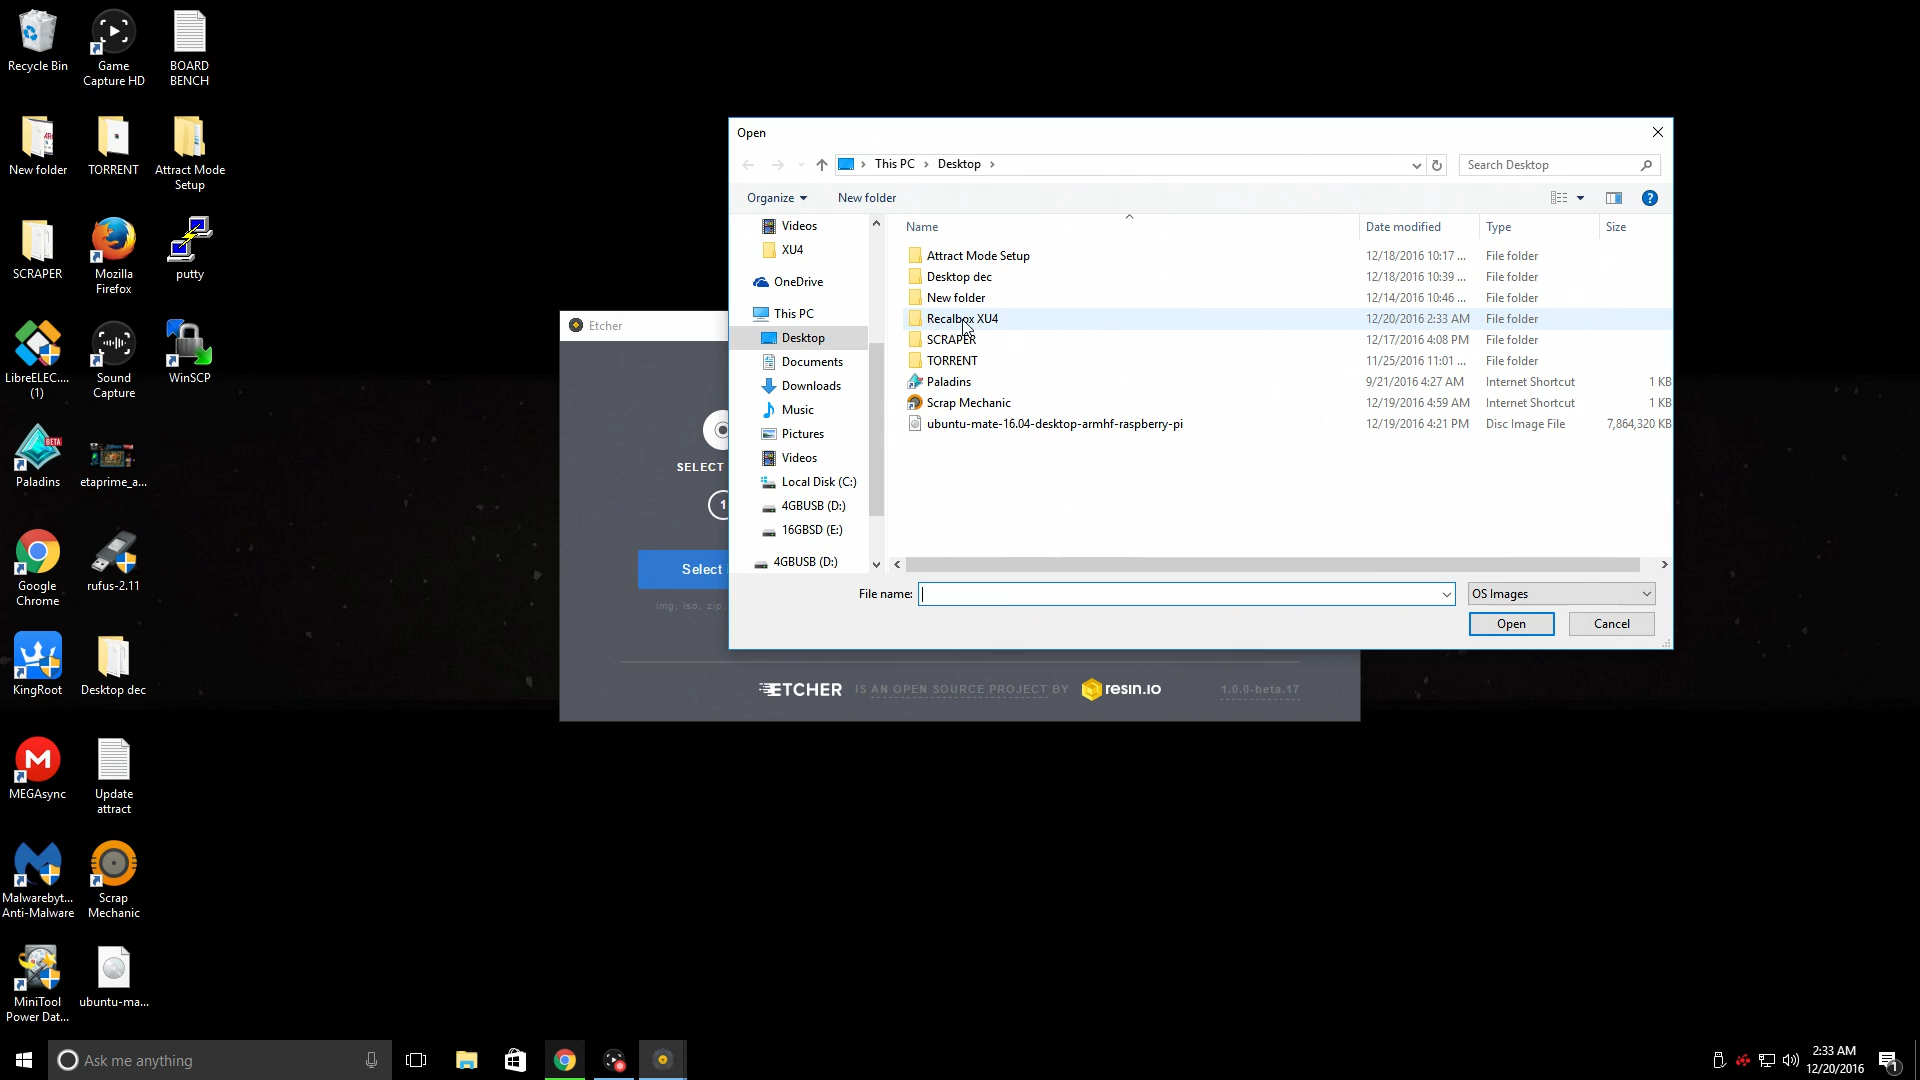 Recycle Bin
Game
Capture HD
BOARD
BENCH
New folder
TORRENT
Attract Mode
Setup
SCRAPER
Mozilla
Firefox
putty
LibreELEC....
(1)
Sound
Capture
WinSCP
Paladins
BETA
etaprime_a...
Google
Chrome
rufus-2.11
KingRoot
Desktop dec
MEGAsync
Update
attract
Malwarebyt...
Anti-Malware
Scrap
Mechanic
MiniTool
Power Dat...
ubuntu-ma...
Etcher
SELECT
1
Select
img, iso, zip,
ETCHER IS AN OPEN SOURCE PROJECT BY resin.io 1.0.0-beta.17
Open
This PC > Desktop >
Search Desktop
Organize
New folder
Videos
XU4
OneDrive
This PC
Desktop
Documents
Downloads
Music
Pictures
Videos
Local Disk (C:)
4GBUSB (D:)
16GBSD (E:)
4GBUSB (D:)
Name Date modified Type Size
Attract Mode Setup 12/18/2016 10:17 ... File folder
Desktop dec 12/18/2016 10:39 ... File folder
New folder 12/14/2016 10:46 ... File folder
Recalbox XU4 12/20/2016 2:33 AM File folder
SCRAPER 12/17/2016 4:08 PM File folder
TORRENT 11/25/2016 11:01 ... File folder
Paladins 9/21/2016 4:27 AM Internet Shortcut 1 KB
Scrap Mechanic 12/19/2016 4:59 AM Internet Shortcut 1 KB
ubuntu-mate-16.04-desktop-armhf-raspberry-pi 12/19/2016 4:21 PM Disc Image File 7,864,320 KB
File name:
OS Images
Open
Cancel
Ask me anything
2:33 AM
12/20/2016
1